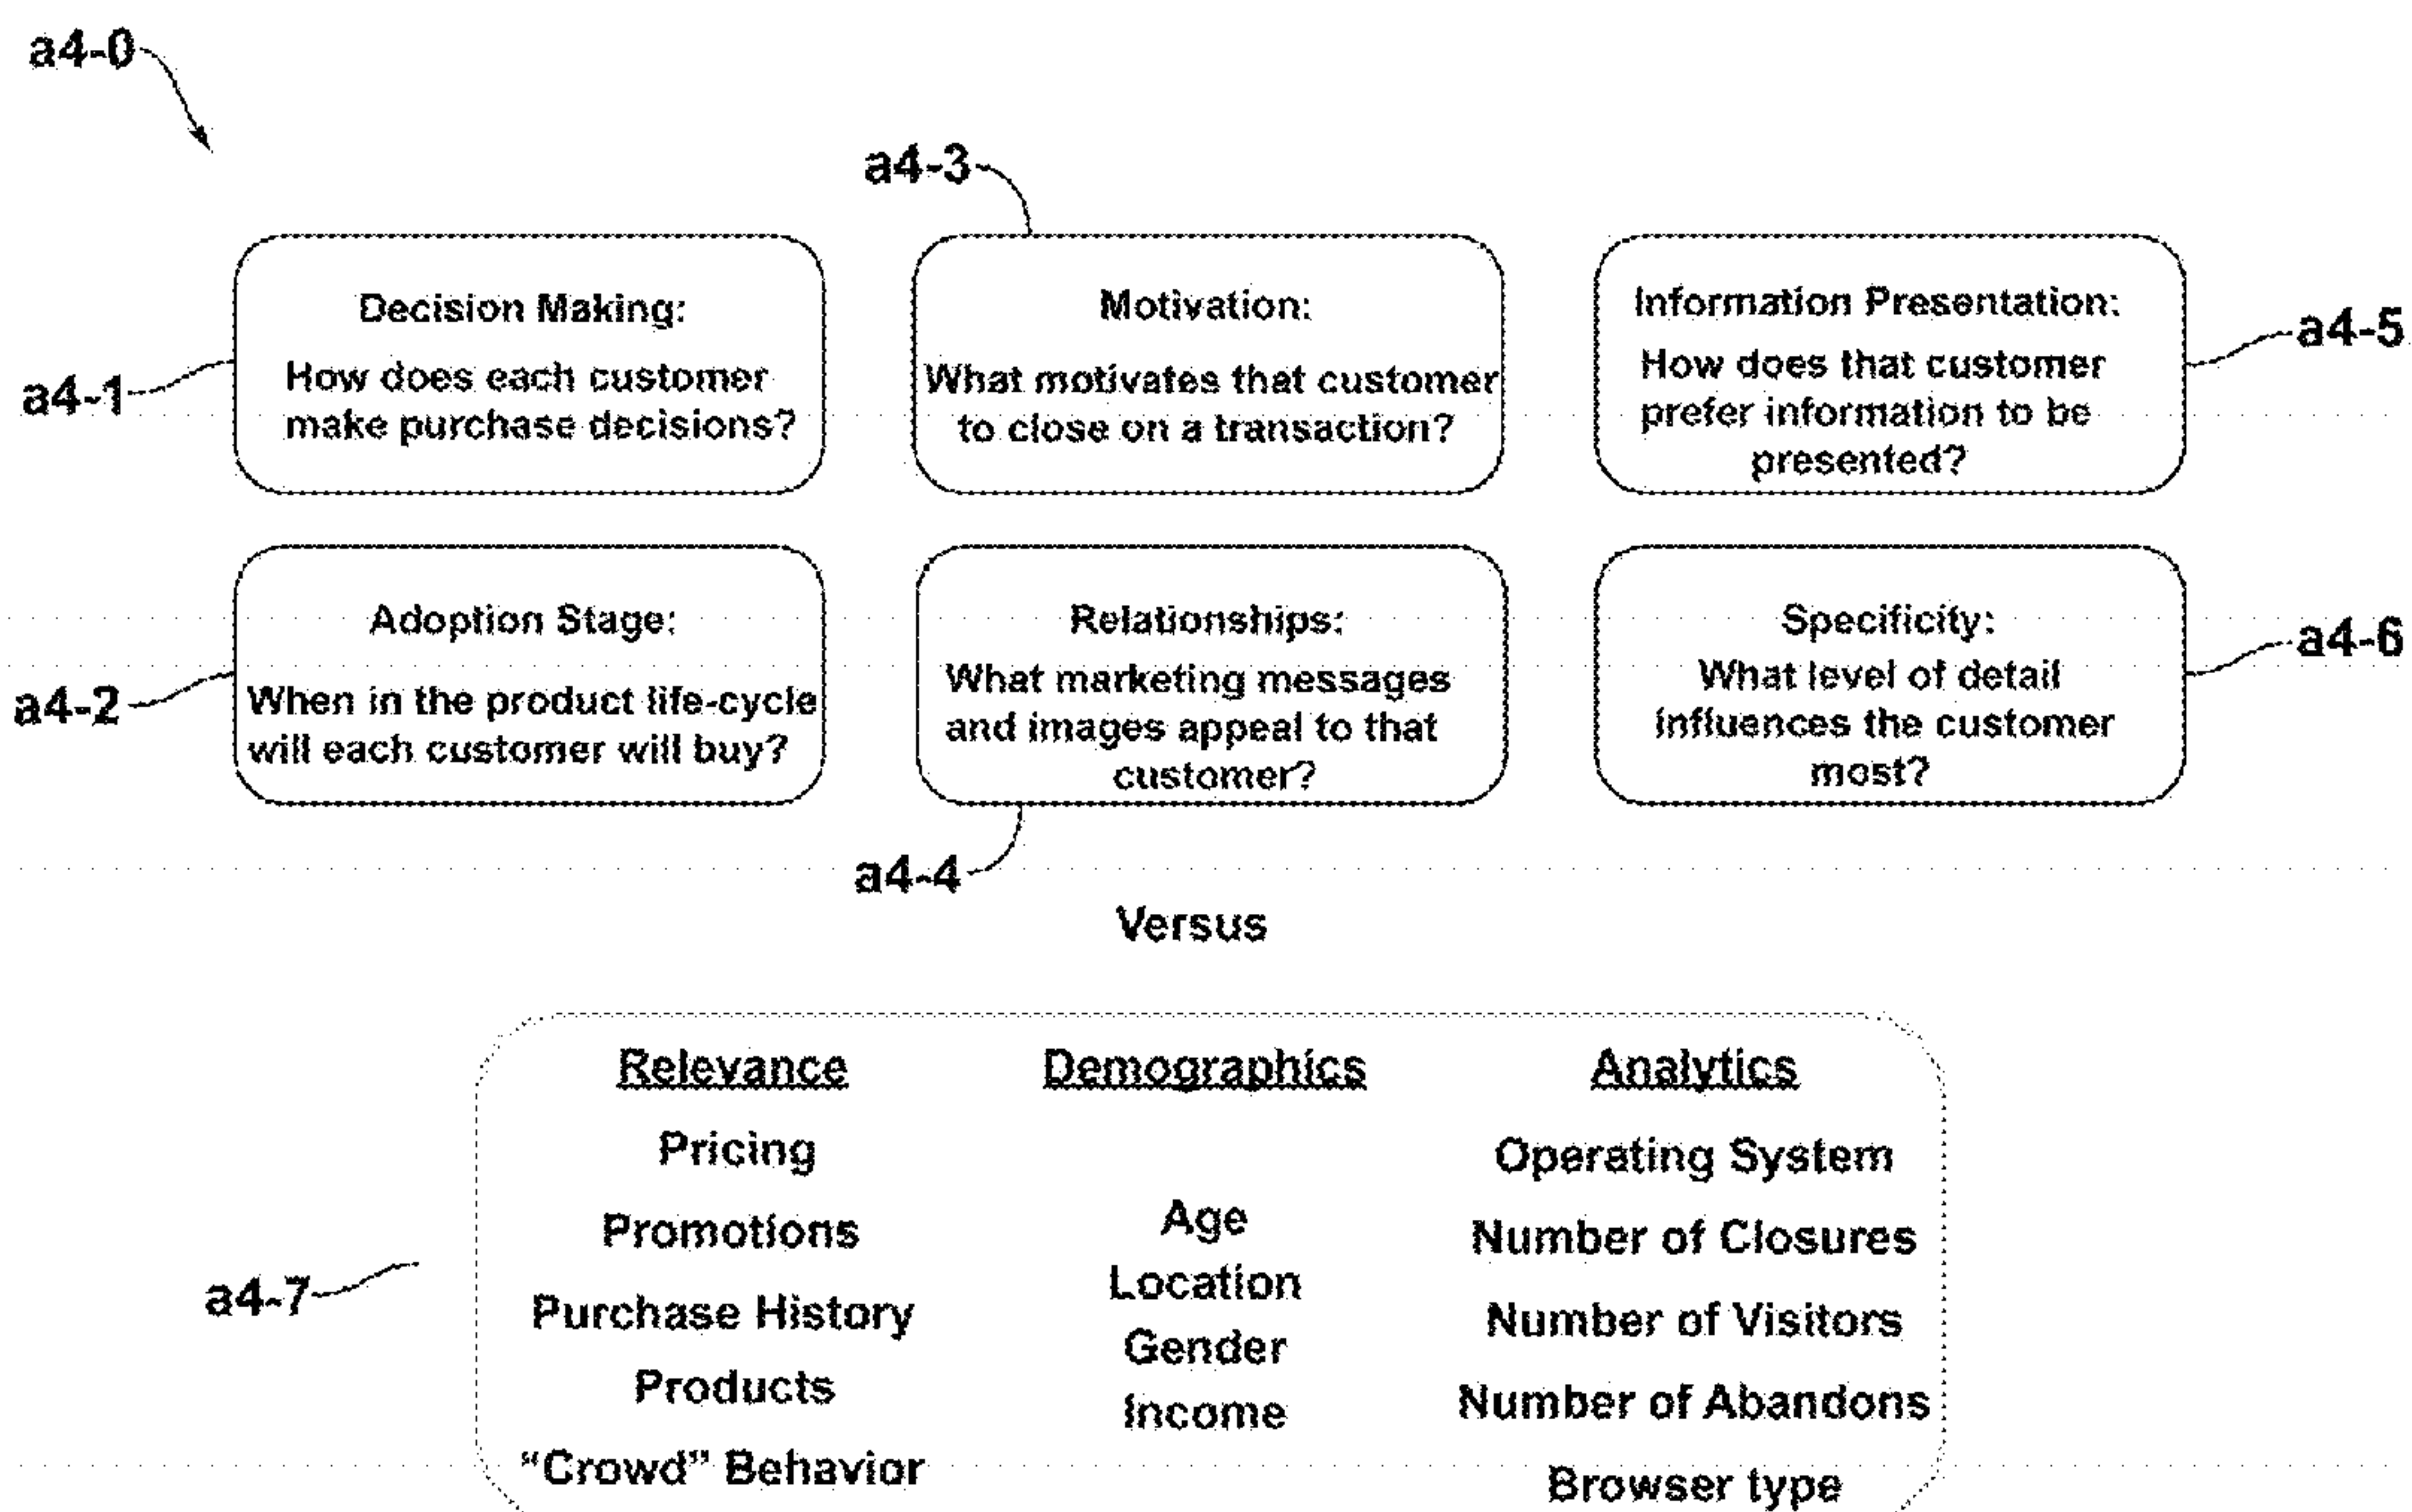 a4-0
a4-3
Decision Making:
How does each customer
make purchase decisions?
a4-1
Motivation:
What motivates that customer
to close on a transaction?
Information Presentation:
How does that customer
prefer information to be
presented?
a4-5
Adoption Stage:
When in the product life-cycle
will each customer will buy?
a4-2
Relationships:
What marketing messages
and images appeal to that
customer?
a4-4
Specificity:
What level of detail
influences the customer
most?
a4-6
Versus
a4-7
Relevance
Pricing
Promotions
Purchase History
Products
“Crowd” Behavior
Demographics
Age
Location
Gender
Income
Analytics
Operating System
Number of Closures
Number of Visitors
Number of Abandons
Browser type